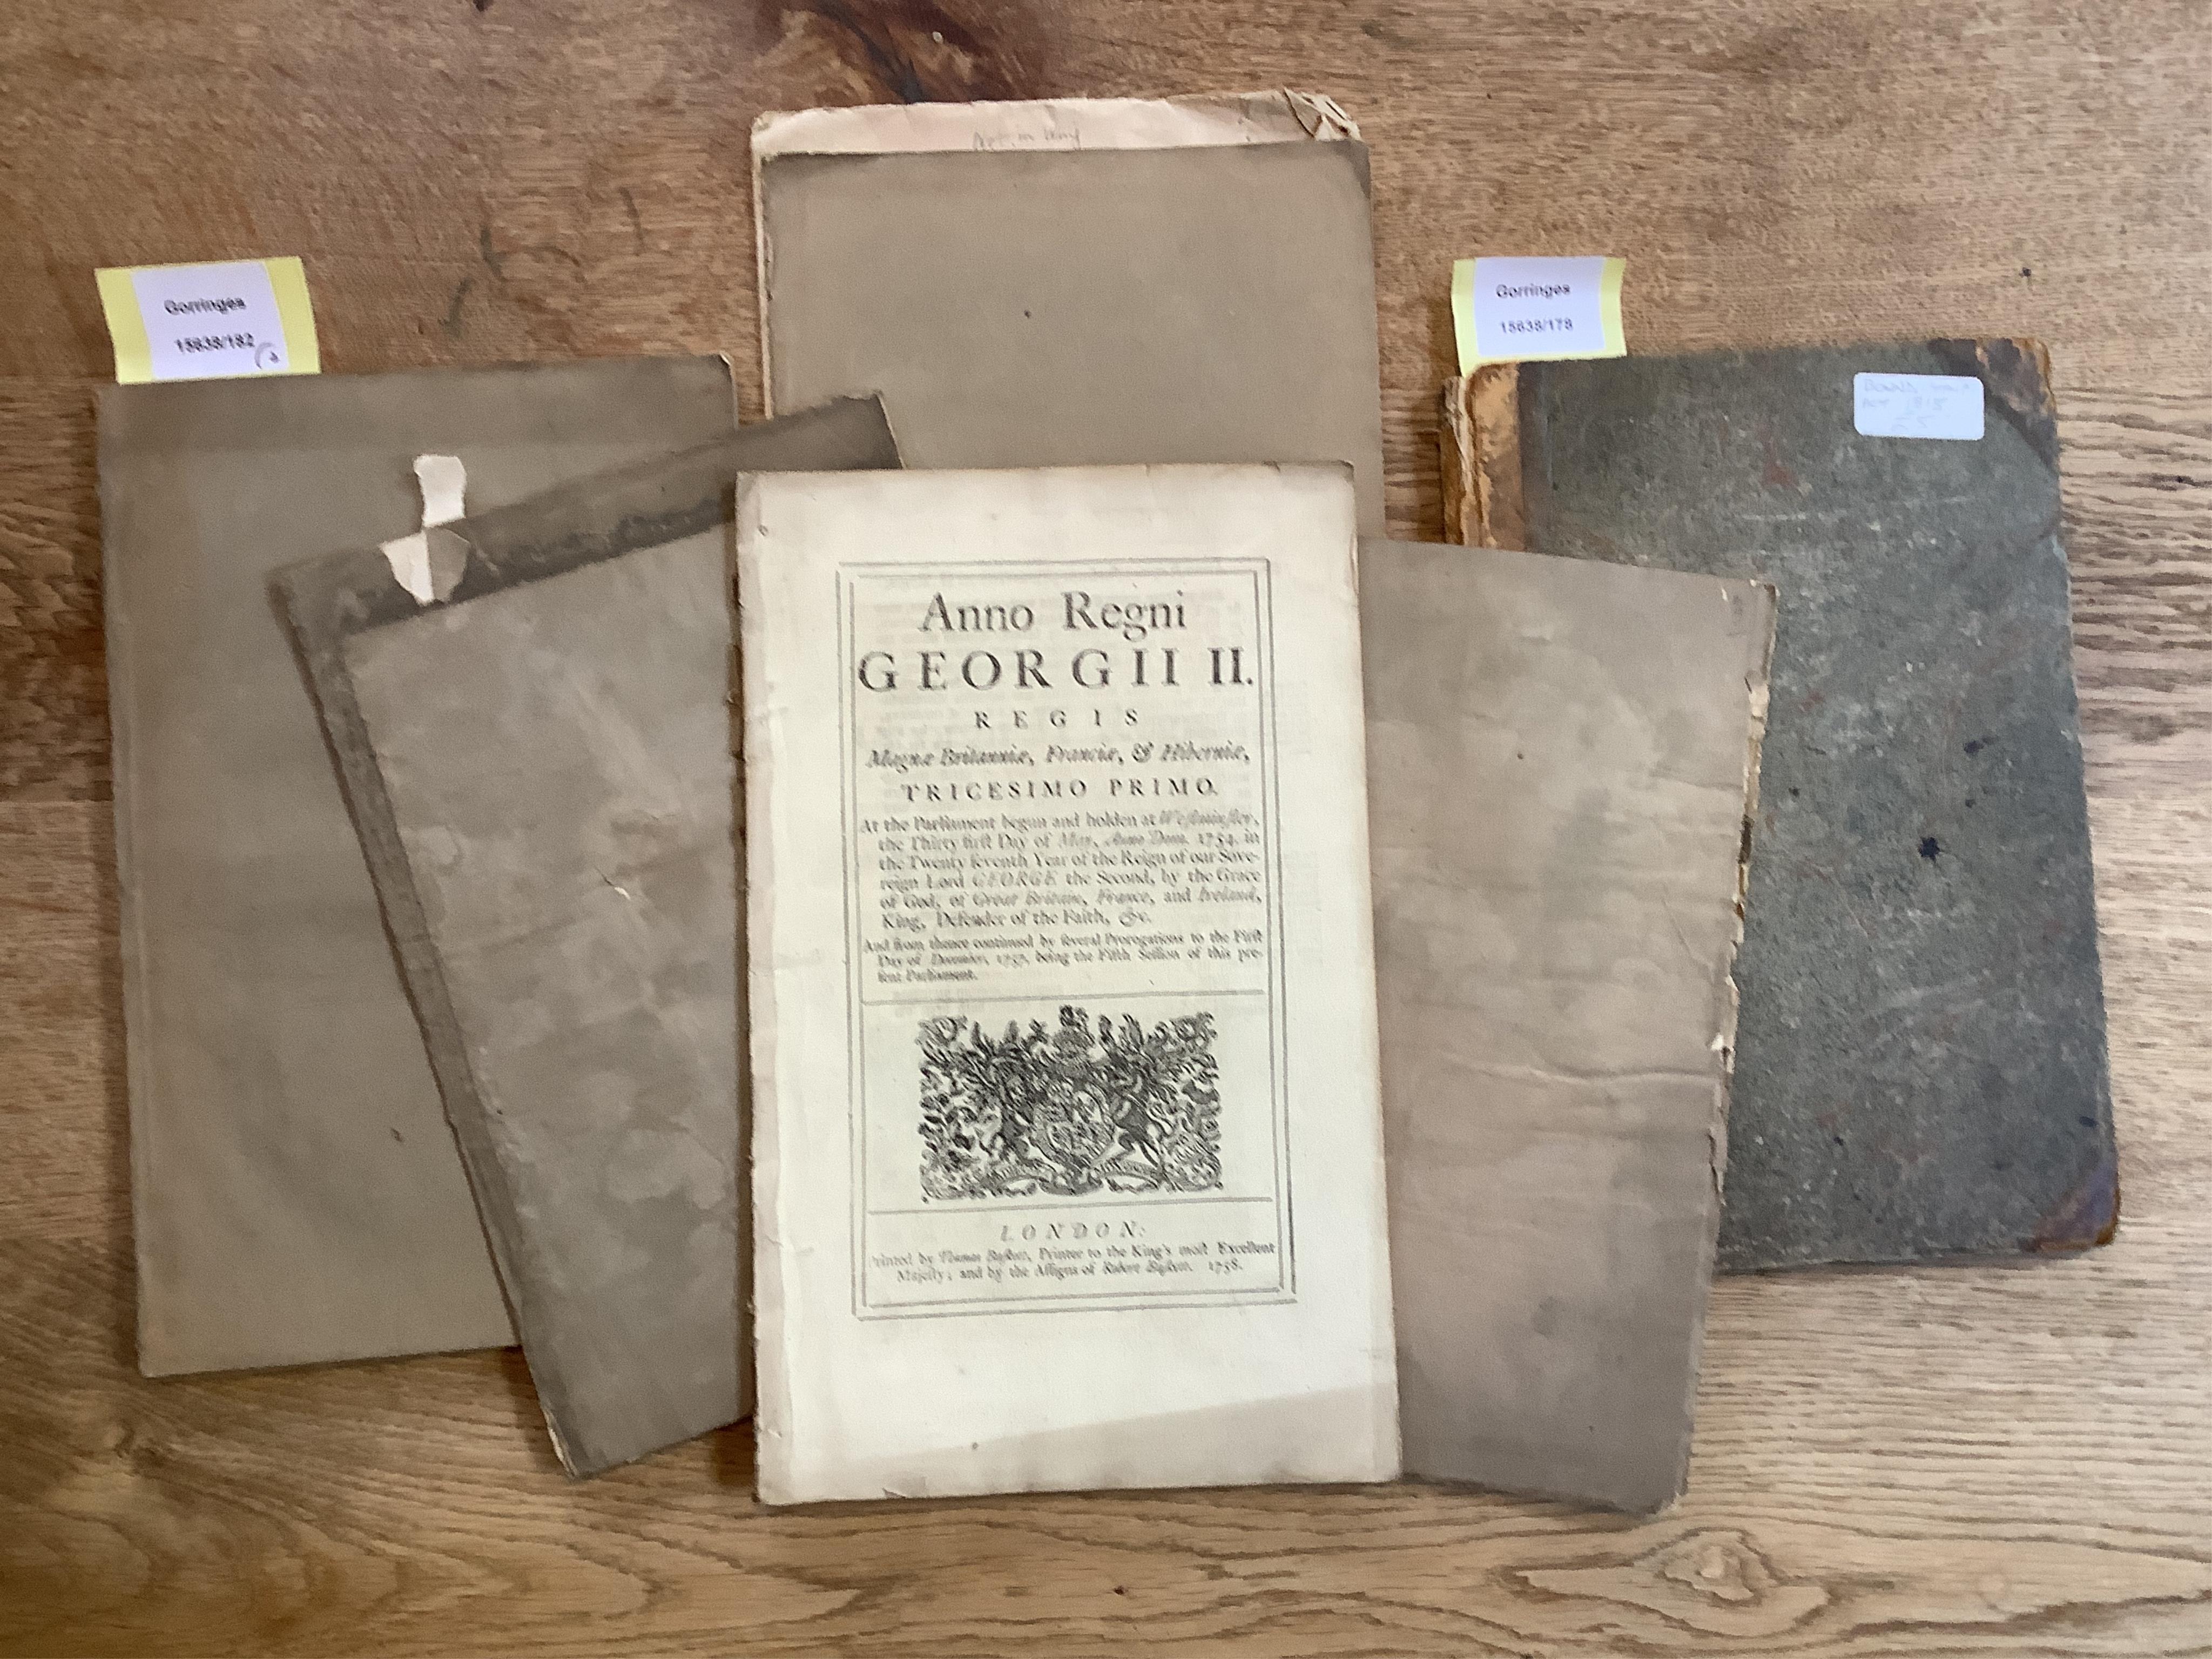 Gorringes
15638/182
Gorringes
15638/178
Anno Regni
GEORGII II.
REGIS
Magnæ Britanniæ, Franciæ, & Hiberniæ,
TRICESIMO PRIMO.
At the Parliament begun and holden at Westminster,
the Thirty first Day of May, Anno Dom. 1754. in
the Twenty seventh Year of the Reign of our Sove-
reign Lord GEORGE the Second, by the Grace
of God, of Great Britain, France, and Ireland,
King, Defender of the Faith, &c.
And from thence continued by several Prorogations to the First
Day of December, 1757, being the Fifth Session of this pre-
sent Parliament.
LONDON:
Printed by Thomas Baskett, Printer to the King's most Excellent
Majesty; and by the Assigns of Robert Baskett. 1758.